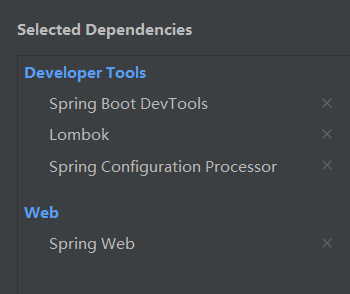 Selected Dependencies
Developer Tools
Spring Boot DevTools
Lombok
Spring Configuration Processor
Web
Spring Web